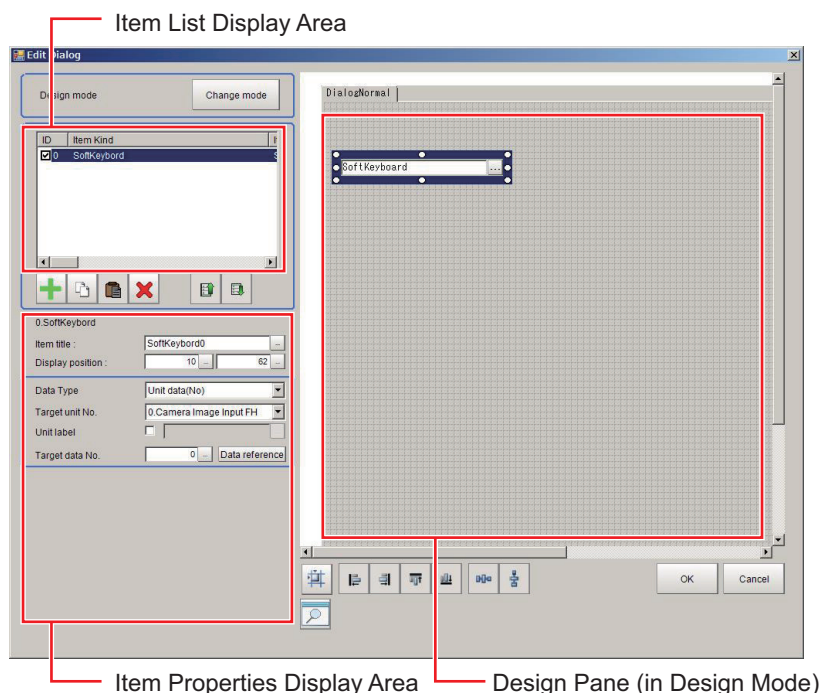 Item List Display Area
Edit Dialog
Design mode
Change mode
DialogNormal
ID Item Kind
0 SoftKeybord
SoftKeyboard
...
0.SoftKeybord
Item title :
SoftKeybord0
...
Display position :
10
...
62
...
Data Type
Unit data(No)
Target unit No.
0.Camera Image Input FH
Unit label
Target data No.
0
...
Data reference
OK
Cancel
Item Properties Display Area
Design Pane (in Design Mode)